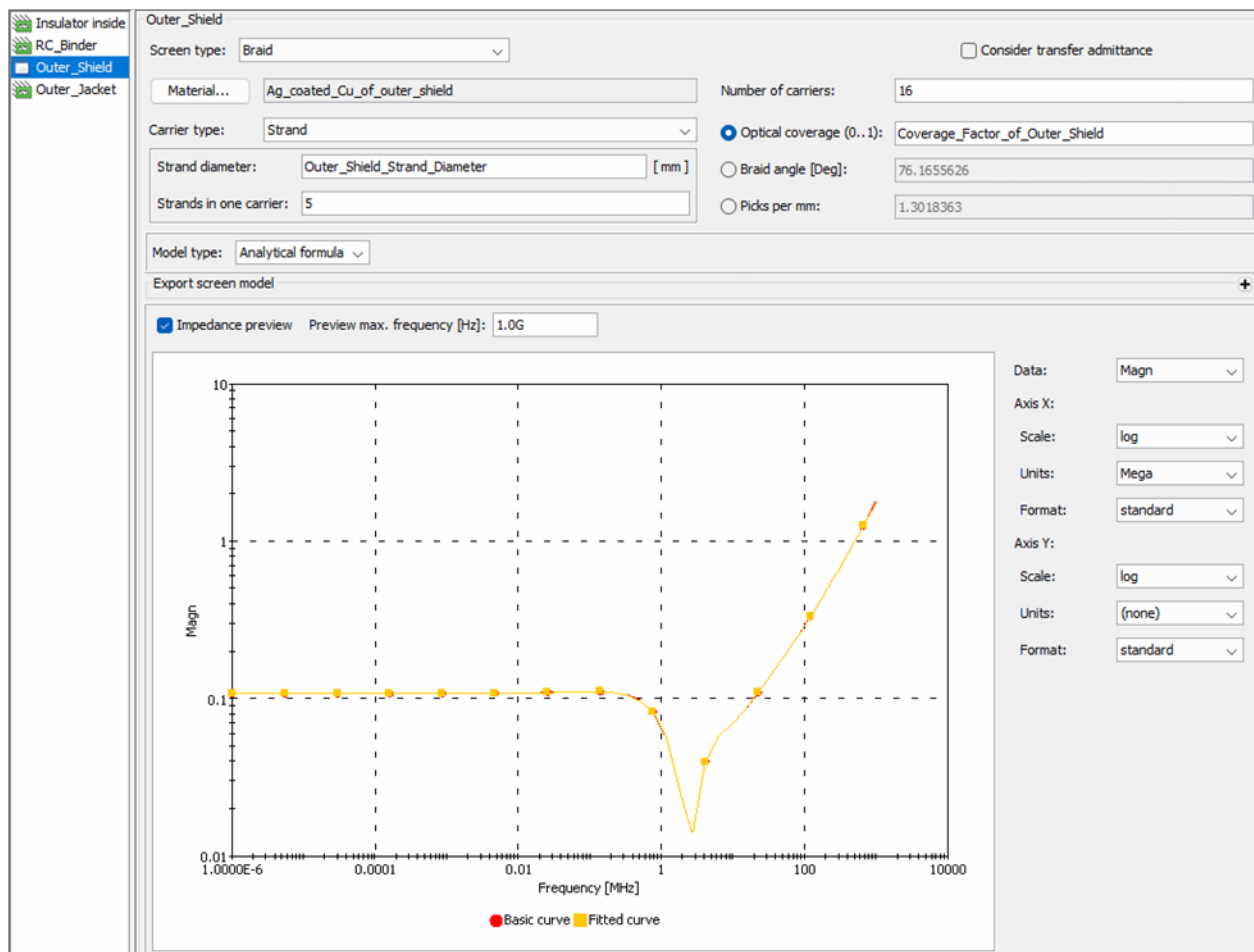 Insulator inside
RC_Binder
Outer_Shield
Outer_Jacket
Outer_Shield
Screen type: Braid
Consider transfer admittance
Material... Ag_coated_Cu_of_outer_shield
Number of carriers: 16
Carrier type: Strand
Optical coverage (0..1): Coverage_Factor_of_Outer_Shield
Strand diameter: Outer_Shield_Strand_Diameter [mm]
Braid angle [Deg]: 76.1655626
Strands in one carrier: 5
Picks per mm: 1.3018363
Model type: Analytical formula
Export screen model +
Impedance preview Preview max. frequency [Hz]: 1.0G
Data: Magn
Axis X:
Scale: log
Units: Mega
Format: standard
Axis Y:
Scale: log
Units: (none)
Format: standard
10
1
0.1
0.01
Magn
1.0000E-6 0.0001 0.01 1 100 10000
Frequency [MHz]
Basic curve Fitted curve